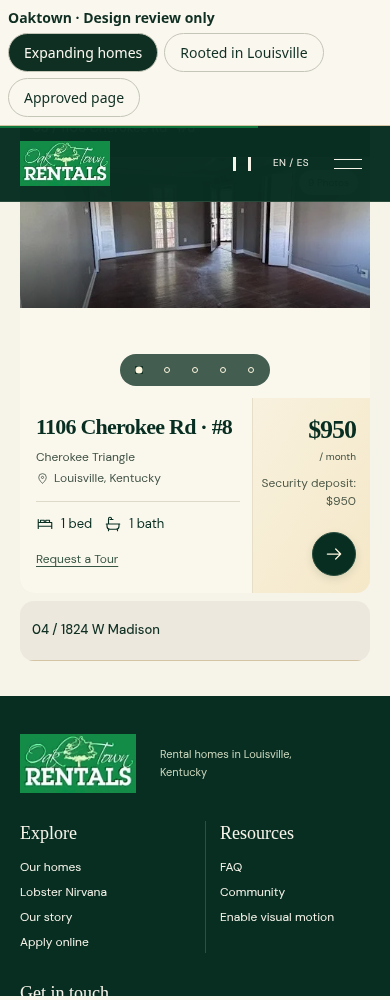 Oaktown · Design review only
Expanding homes
Rooted in Louisville
Approved page
Oak Town
RENTALS
EN / ES
1106 Cherokee Rd · #8
Cherokee Triangle
Louisville, Kentucky
1 bed
1 bath
Request a Tour
$950
/ month
Security deposit:
$950
04 / 1824 W Madison
Oak Town
RENTALS
Rental homes in Louisville,
Kentucky
Explore
Our homes
Lobster Nirvana
Our story
Apply online
Resources
FAQ
Community
Enable visual motion
Get in touch